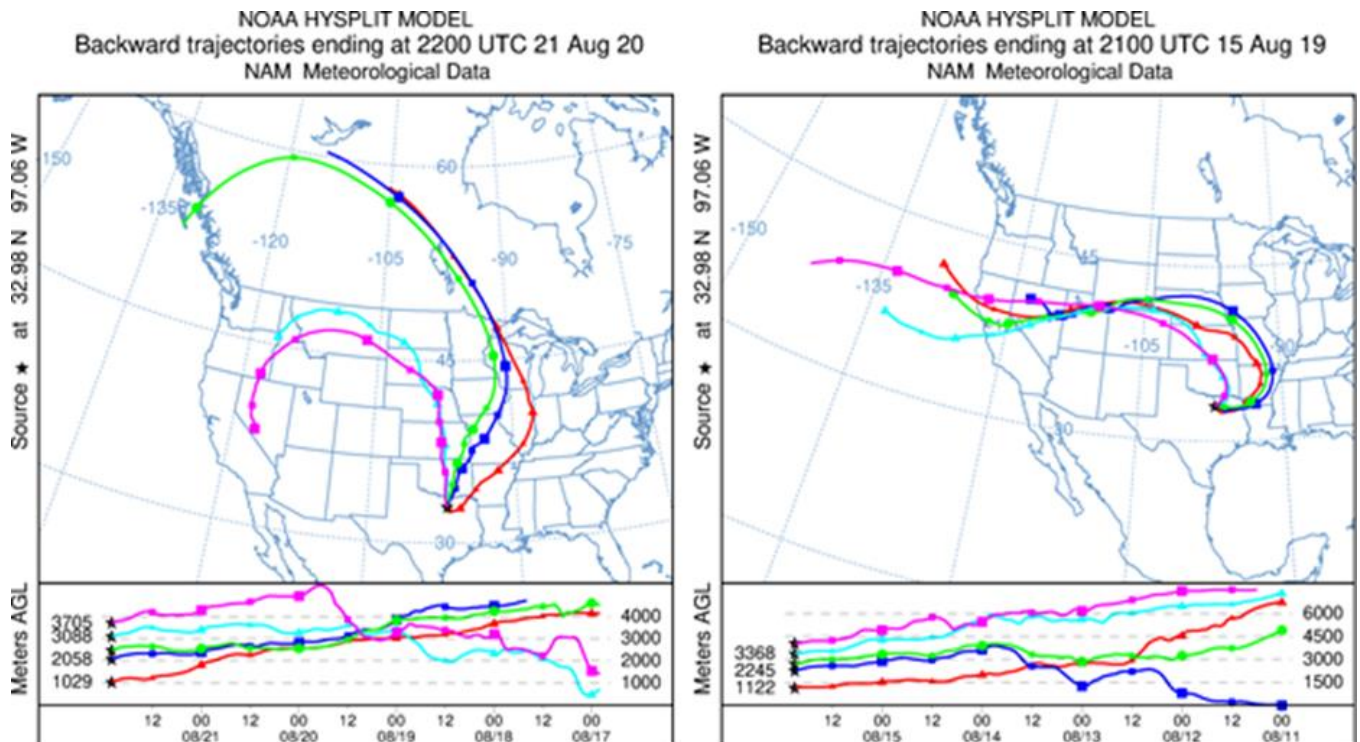 NOAA HYSPLIT MODEL
Backward trajectories ending at 2200 UTC 21 Aug 20
NAM Meteorological Data
Source ★ at 32.98 N 97.06 W
150
-135
-120
-105
-90
-75
60
45
30
Meters AGL
3705
3088
2058
1029
4000
3000
2000
1000
12 00 12 00 12 00 12 00 12 00
08/21 08/20 08/19 08/18 08/17
NOAA HYSPLIT MODEL
Backward trajectories ending at 2100 UTC 15 Aug 19
NAM Meteorological Data
Source ★ at 32.98 N 97.06 W
-150
-135
45
-105
-90
30
Meters AGL
3368
2245
1122
6000
4500
3000
1500
12 00 12 00 12 00 12 00 12 00
08/15 08/14 08/13 08/12 08/11